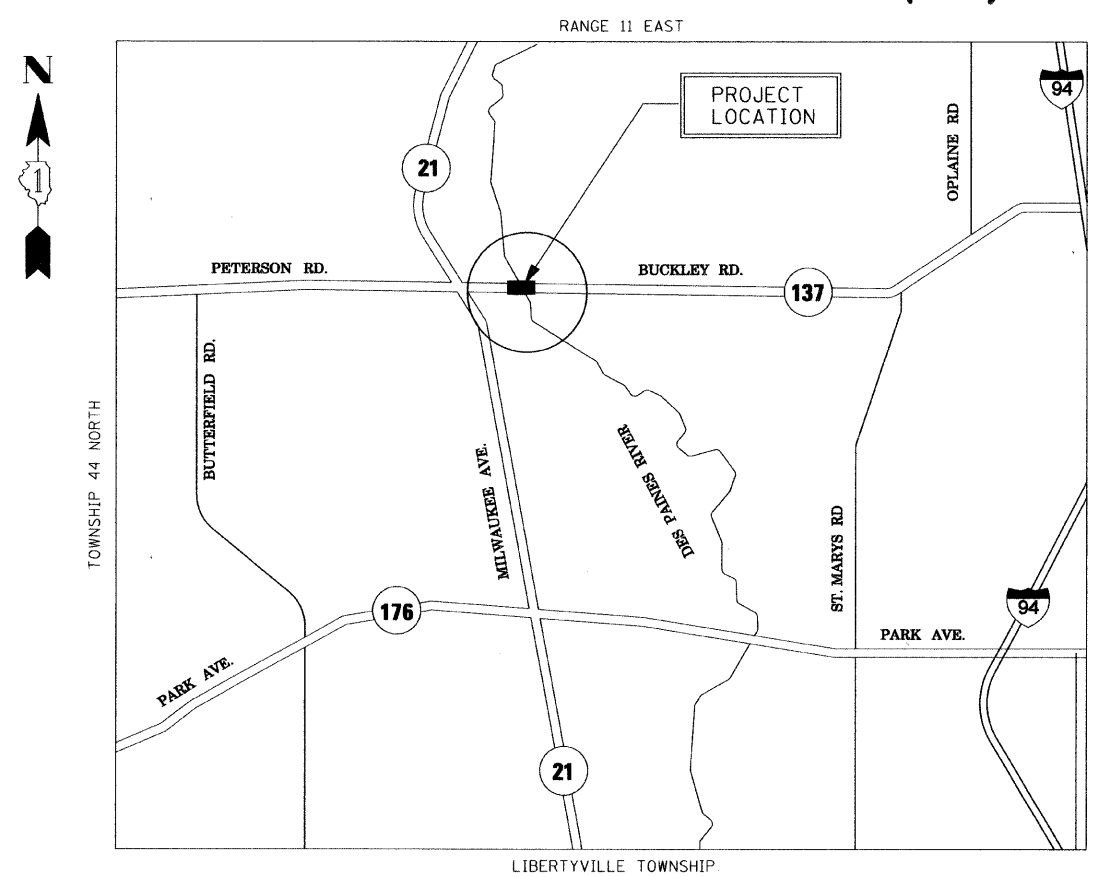 RANGE 11 EAST
N
1
PROJECT
LOCATION
94
OPLAINE RD
21
PETERSON RD.
BUCKLEY RD.
137
BUTTERFIELD RD.
TOWNSHIP 44 NORTH
MILWAUKEE AVE.
DES PAINES RIVER
ST. MARYS RD
176
94
PARK AVE.
PARK AVE.
21
LIBERTYVILLE TOWNSHIP